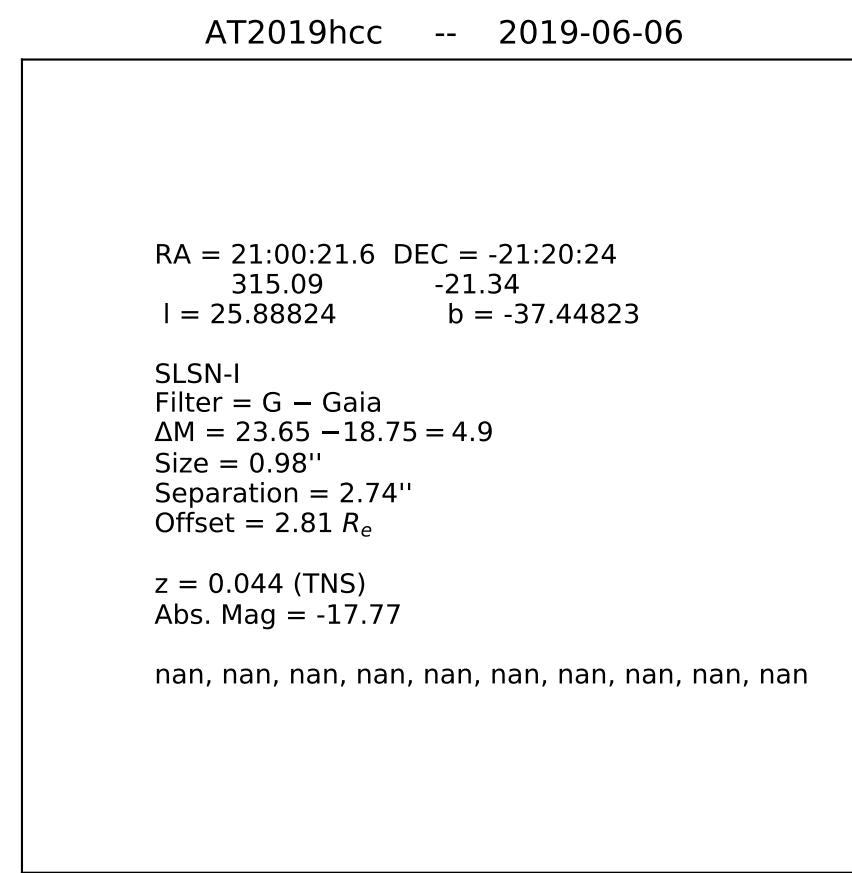 AT2019hcc -- 2019-06-06
RA = 21:00:21.6 DEC = -21:20:24
315.09 -21.34
l = 25.88824 b = -37.44823
SLSN-I
Filter = G − Gaia
ΔM = 23.65 −18.75 = 4.9
Size = 0.98''
Separation = 2.74''
Offset = 2.81 Re
z = 0.044 (TNS)
Abs. Mag = -17.77
nan, nan, nan, nan, nan, nan, nan, nan, nan, nan